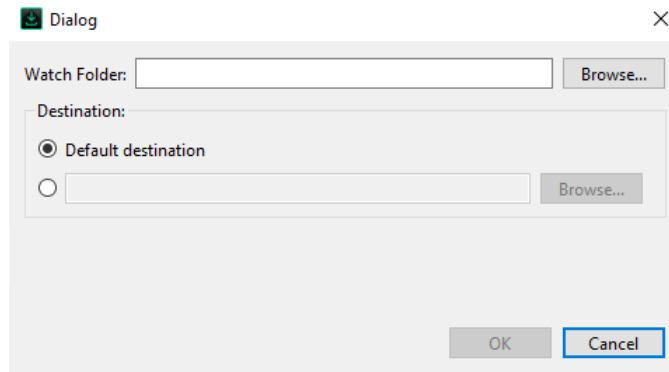 Dialog
Watch Folder: Browse...
Destination:
Default destination
Browse...
OK Cancel